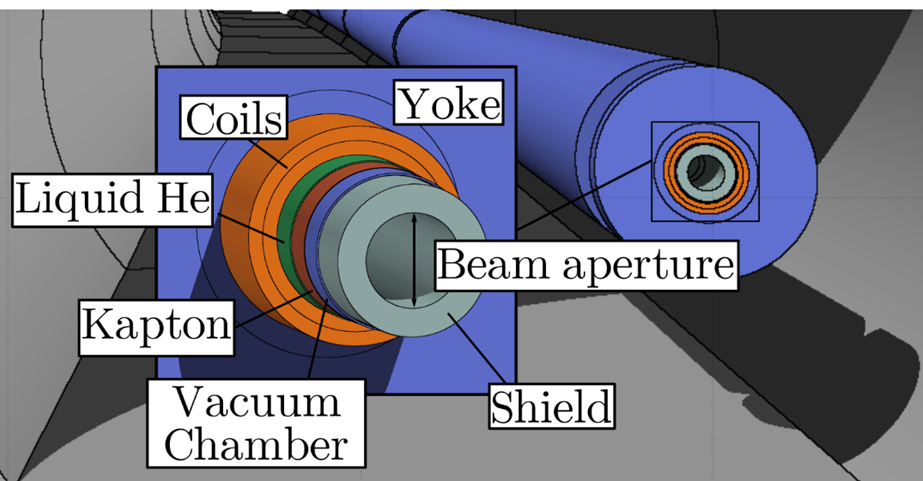 Yoke
Coils
Liquid He
Beam aperture
Kapton
Vacuum
Chamber
Shield